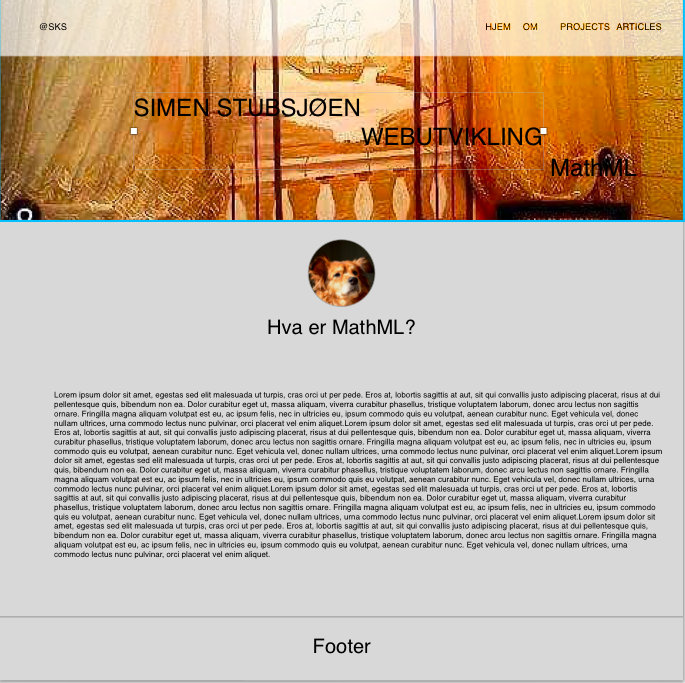 @SKS HJEM OM PROJECTS ARTICLES
SIMEN STUBSJØEN
WEBUTVIKLING
MathML
Hva er MathML?
Lorem ipsum dolor sit amet, egestas sed elit malesuada ut turpis, cras orci ut per pede. Eros at, lobortis sagittis at aut, sit qui convallis justo adipiscing placerat, risus at dui
pellentesque quis, bibendum non ea. Dolor curabitur eget ut, massa aliquam, viverra curabitur phasellus, tristique voluptatem laborum, donec arcu lectus non sagittis
ornare. Fringilla magna aliquam volutpat est eu, ac ipsum felis, nec in ultricies eu, ipsum commodo quis eu volutpat, aenean curabitur nunc. Eget vehicula vel, donec
nullam ultrices, urna commodo lectus nunc pulvinar, orci placerat vel enim aliquet.Lorem ipsum dolor sit amet, egestas sed elit malesuada ut turpis, cras orci ut per pede.
Eros at, lobortis sagittis at aut, sit qui convallis justo adipiscing placerat, risus at dui pellentesque quis, bibendum non ea. Dolor curabitur eget ut, massa aliquam, viverra
curabitur phasellus, tristique voluptatem laborum, donec arcu lectus non sagittis ornare. Fringilla magna aliquam volutpat est eu, ac ipsum felis, nec in ultricies eu, ipsum
commodo quis eu volutpat, aenean curabitur nunc. Eget vehicula vel, donec nullam ultrices, urna commodo lectus nunc pulvinar, orci placerat vel enim aliquet.Lorem ipsum
dolor sit amet, egestas sed elit malesuada ut turpis, cras orci ut per pede. Eros at, lobortis sagittis at aut, sit qui convallis justo adipiscing placerat, risus at dui pellentesque
quis, bibendum non ea. Dolor curabitur eget ut, massa aliquam, viverra curabitur phasellus, tristique voluptatem laborum, donec arcu lectus non sagittis ornare. Fringilla
magna aliquam volutpat est eu, ac ipsum felis, nec in ultricies eu, ipsum commodo quis eu volutpat, aenean curabitur nunc. Eget vehicula vel, donec nullam ultrices, urna
commodo lectus nunc pulvinar, orci placerat vel enim aliquet.Lorem ipsum dolor sit amet, egestas sed elit malesuada ut turpis, cras orci ut per pede. Eros at, lobortis
sagittis at aut, sit qui convallis justo adipiscing placerat, risus at dui pellentesque quis, bibendum non ea. Dolor curabitur eget ut, massa aliquam, viverra curabitur
phasellus, tristique voluptatem laborum, donec arcu lectus non sagittis ornare. Fringilla magna aliquam volutpat est eu, ac ipsum felis, nec in ultricies eu, ipsum commodo
quis eu volutpat, aenean curabitur nunc. Eget vehicula vel, donec nullam ultrices, urna commodo lectus nunc pulvinar, orci placerat vel enim aliquet.Lorem ipsum dolor sit
amet, egestas sed elit malesuada ut turpis, cras orci ut per pede. Eros at, lobortis sagittis at aut, sit qui convallis justo adipiscing placerat, risus at dui pellentesque quis,
bibendum non ea. Dolor curabitur eget ut, massa aliquam, viverra curabitur phasellus, tristique voluptatem laborum, donec arcu lectus non sagittis ornare. Fringilla magna
aliquam volutpat est eu, ac ipsum felis, nec in ultricies eu, ipsum commodo quis eu volutpat, aenean curabitur nunc. Eget vehicula vel, donec nullam ultrices, urna
commodo lectus nunc pulvinar, orci placerat vel enim aliquet.
Footer